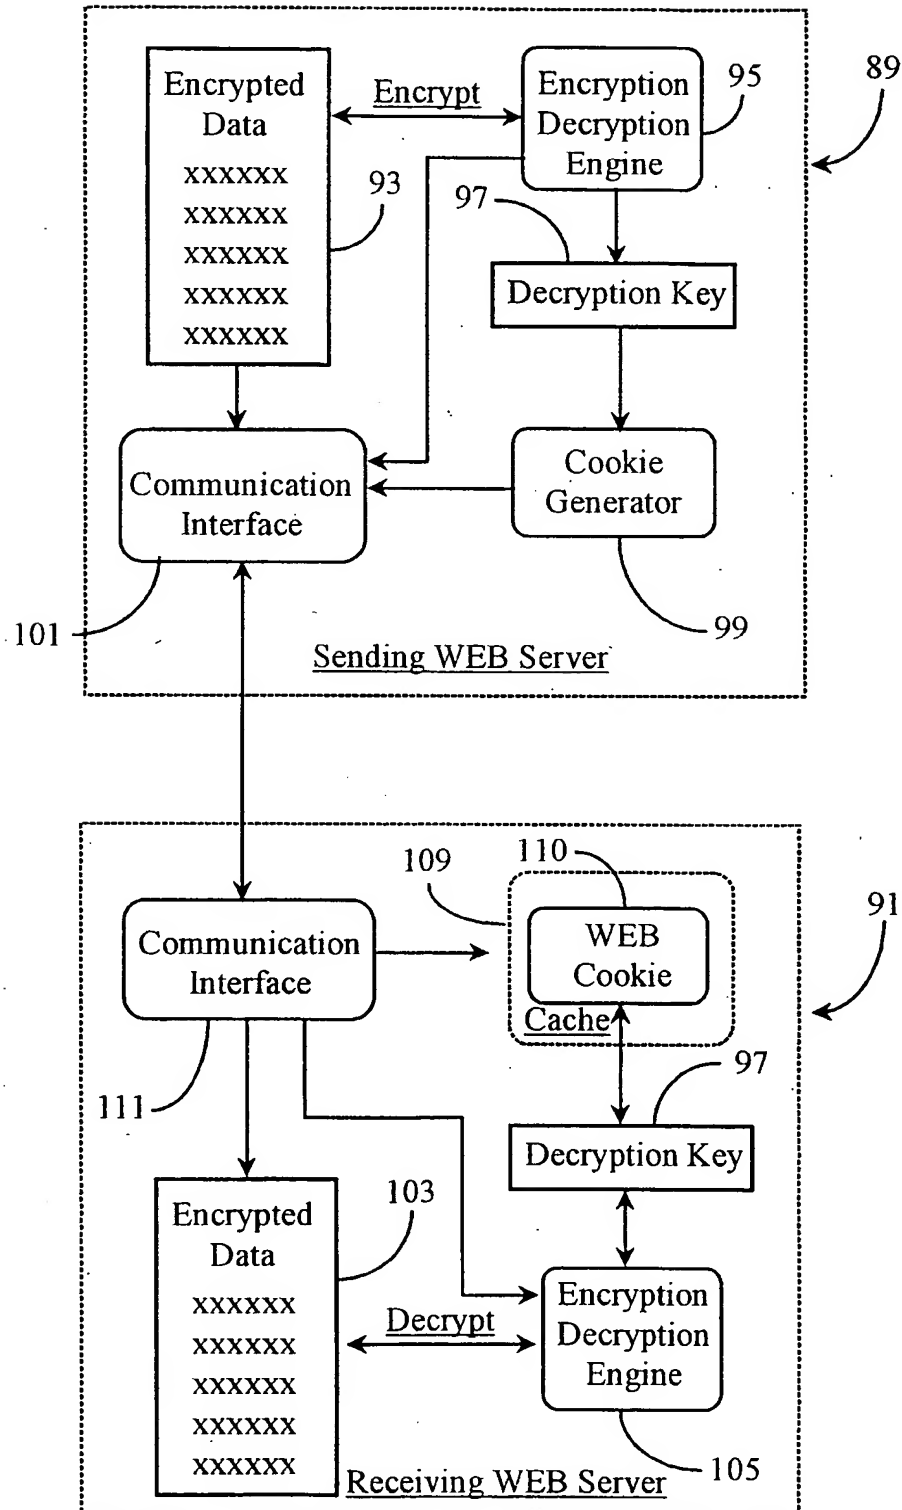 Encrypted
Data
xxxxxx
xxxxxx
xxxxxx
xxxxxx
xxxxxx
93
Encrypt
Encryption
Decryption
Engine
95
89
97
Decryption Key
Communication
Interface
101
Cookie
Generator
99
Sending WEB Server
109
110
WEB
Cookie
Cache
91
Communication
Interface
111
97
Decryption Key
Encrypted
Data
xxxxxx
xxxxxx
xxxxxx
xxxxxx
xxxxxx
103
Decrypt
Encryption
Decryption
Engine
105
Receiving WEB Server